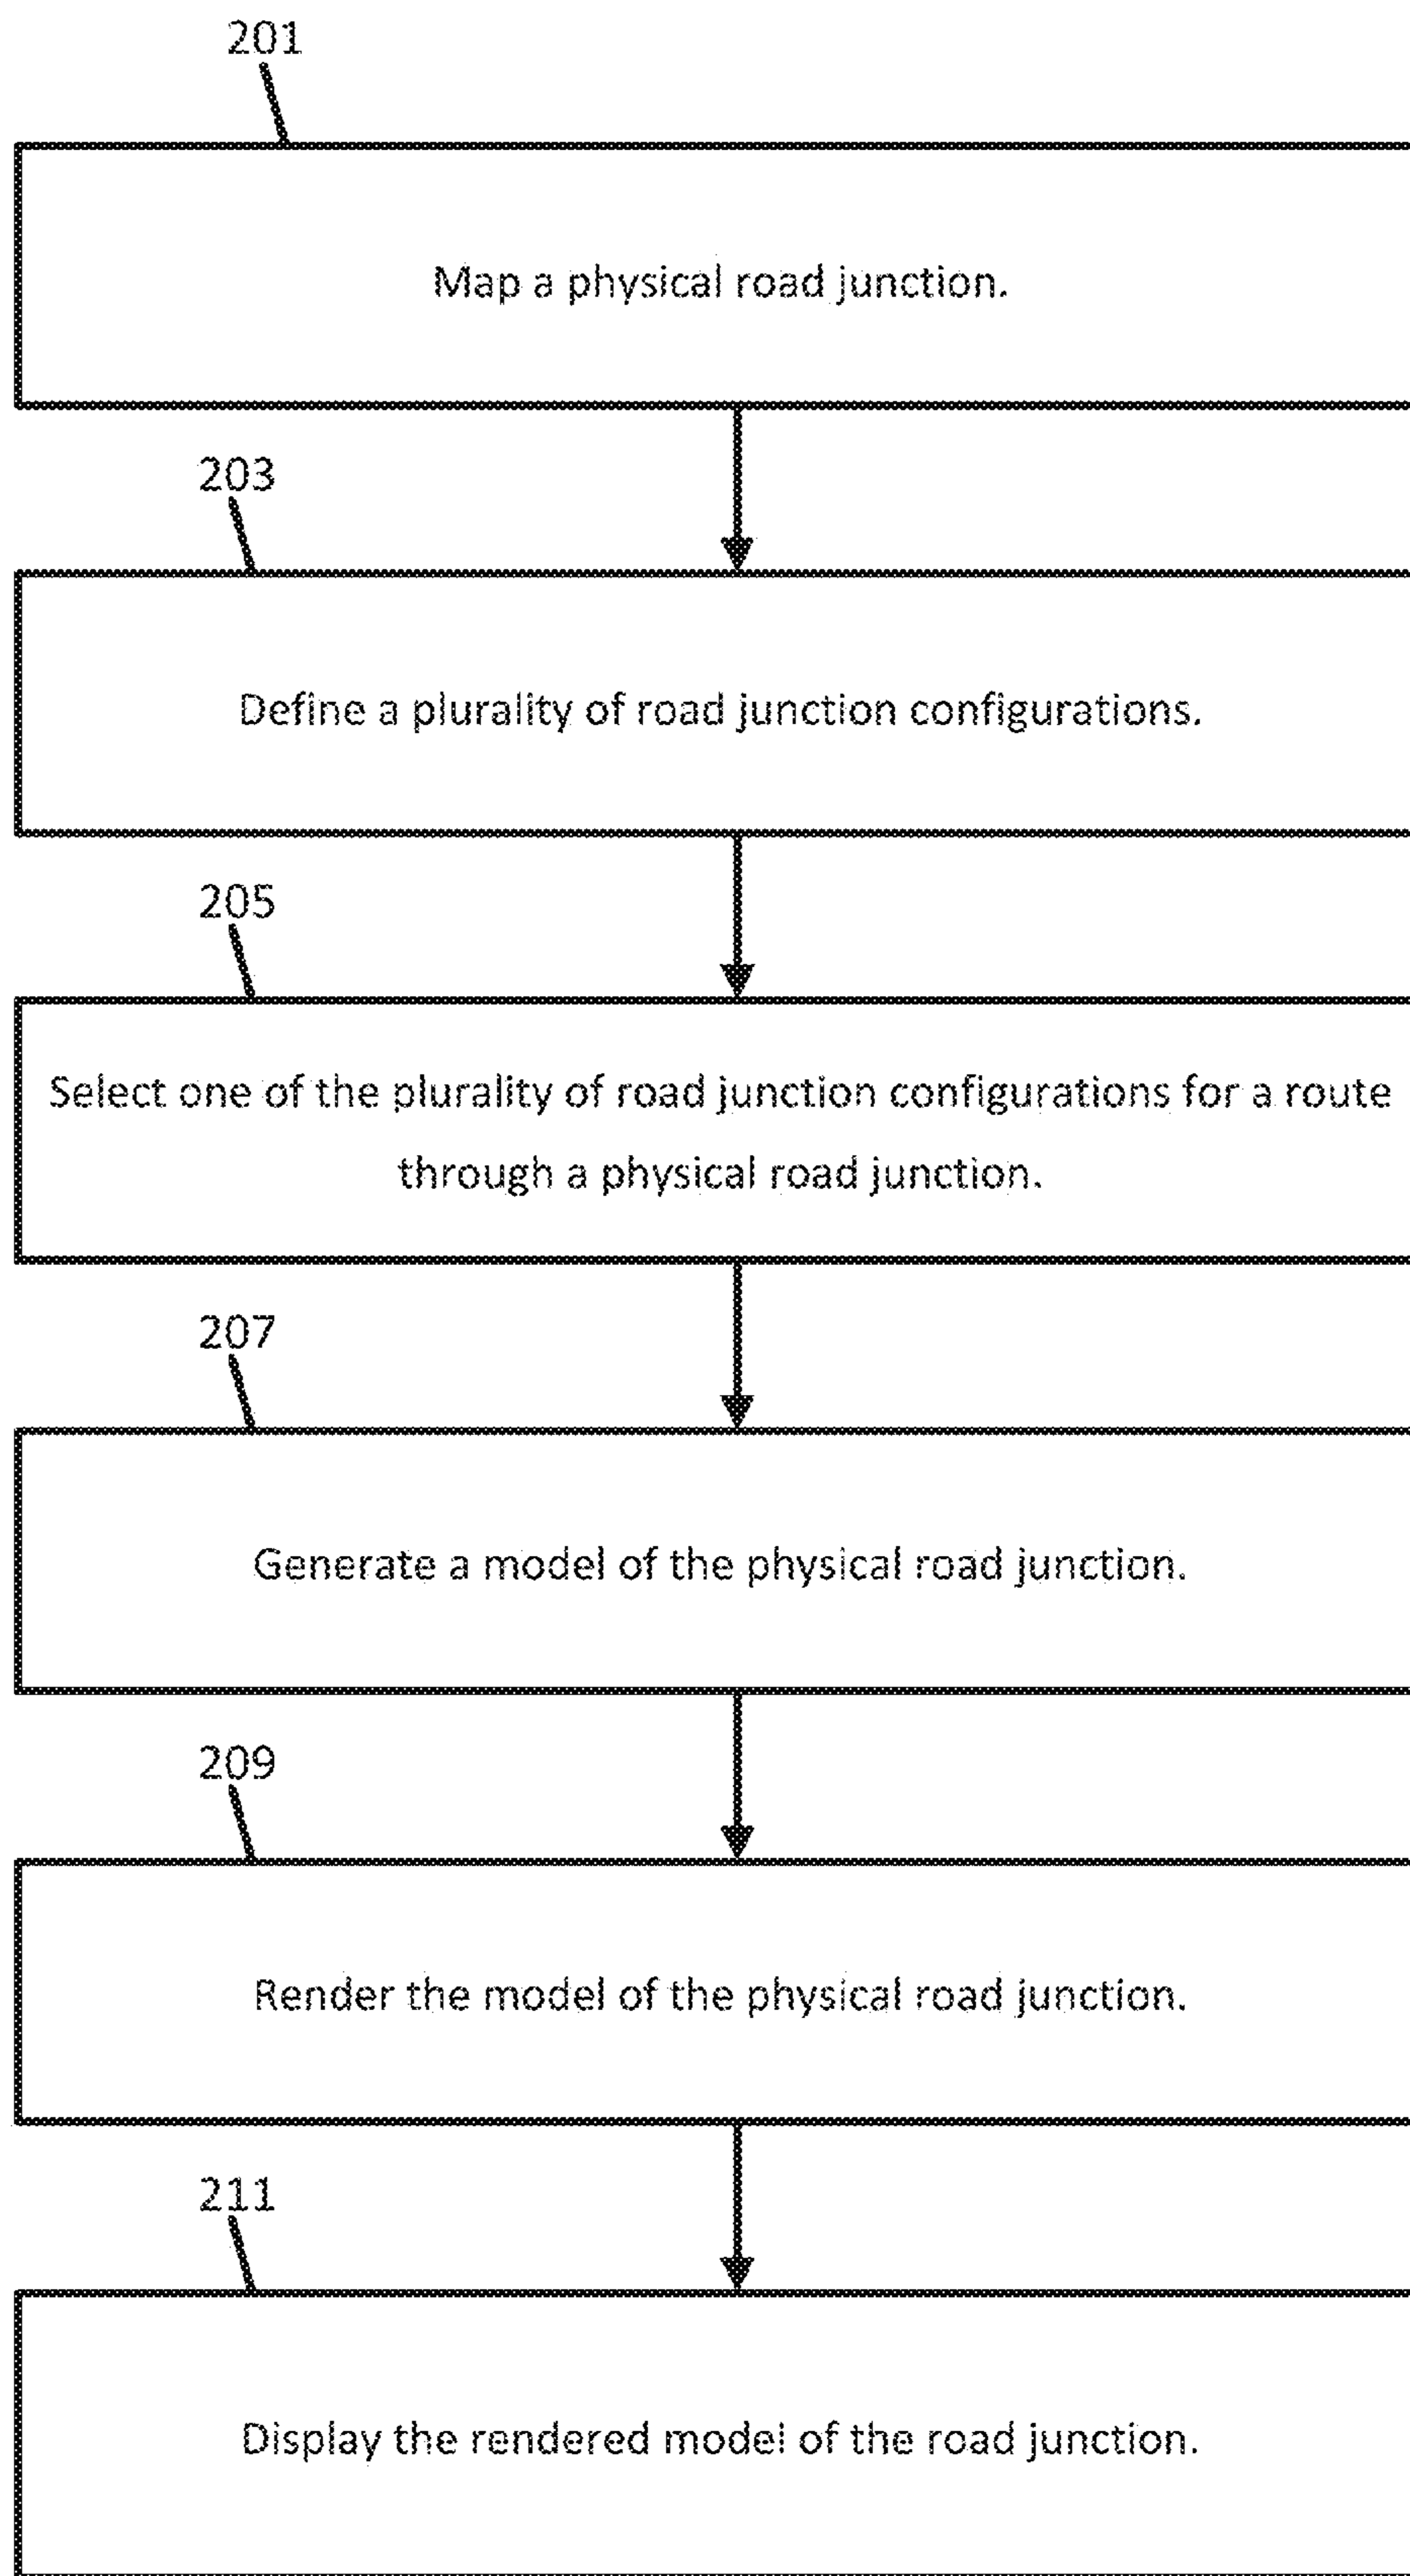 201
Map a physical road junction.
203
Define a plurality of road junction configurations.
205
Select one of the plurality of road junction configurations for a route
through a physical road junction.
207
Generate a model of the physical road junction.
209
Render the model of the physical road junction.
211
Display the rendered model of the road junction.